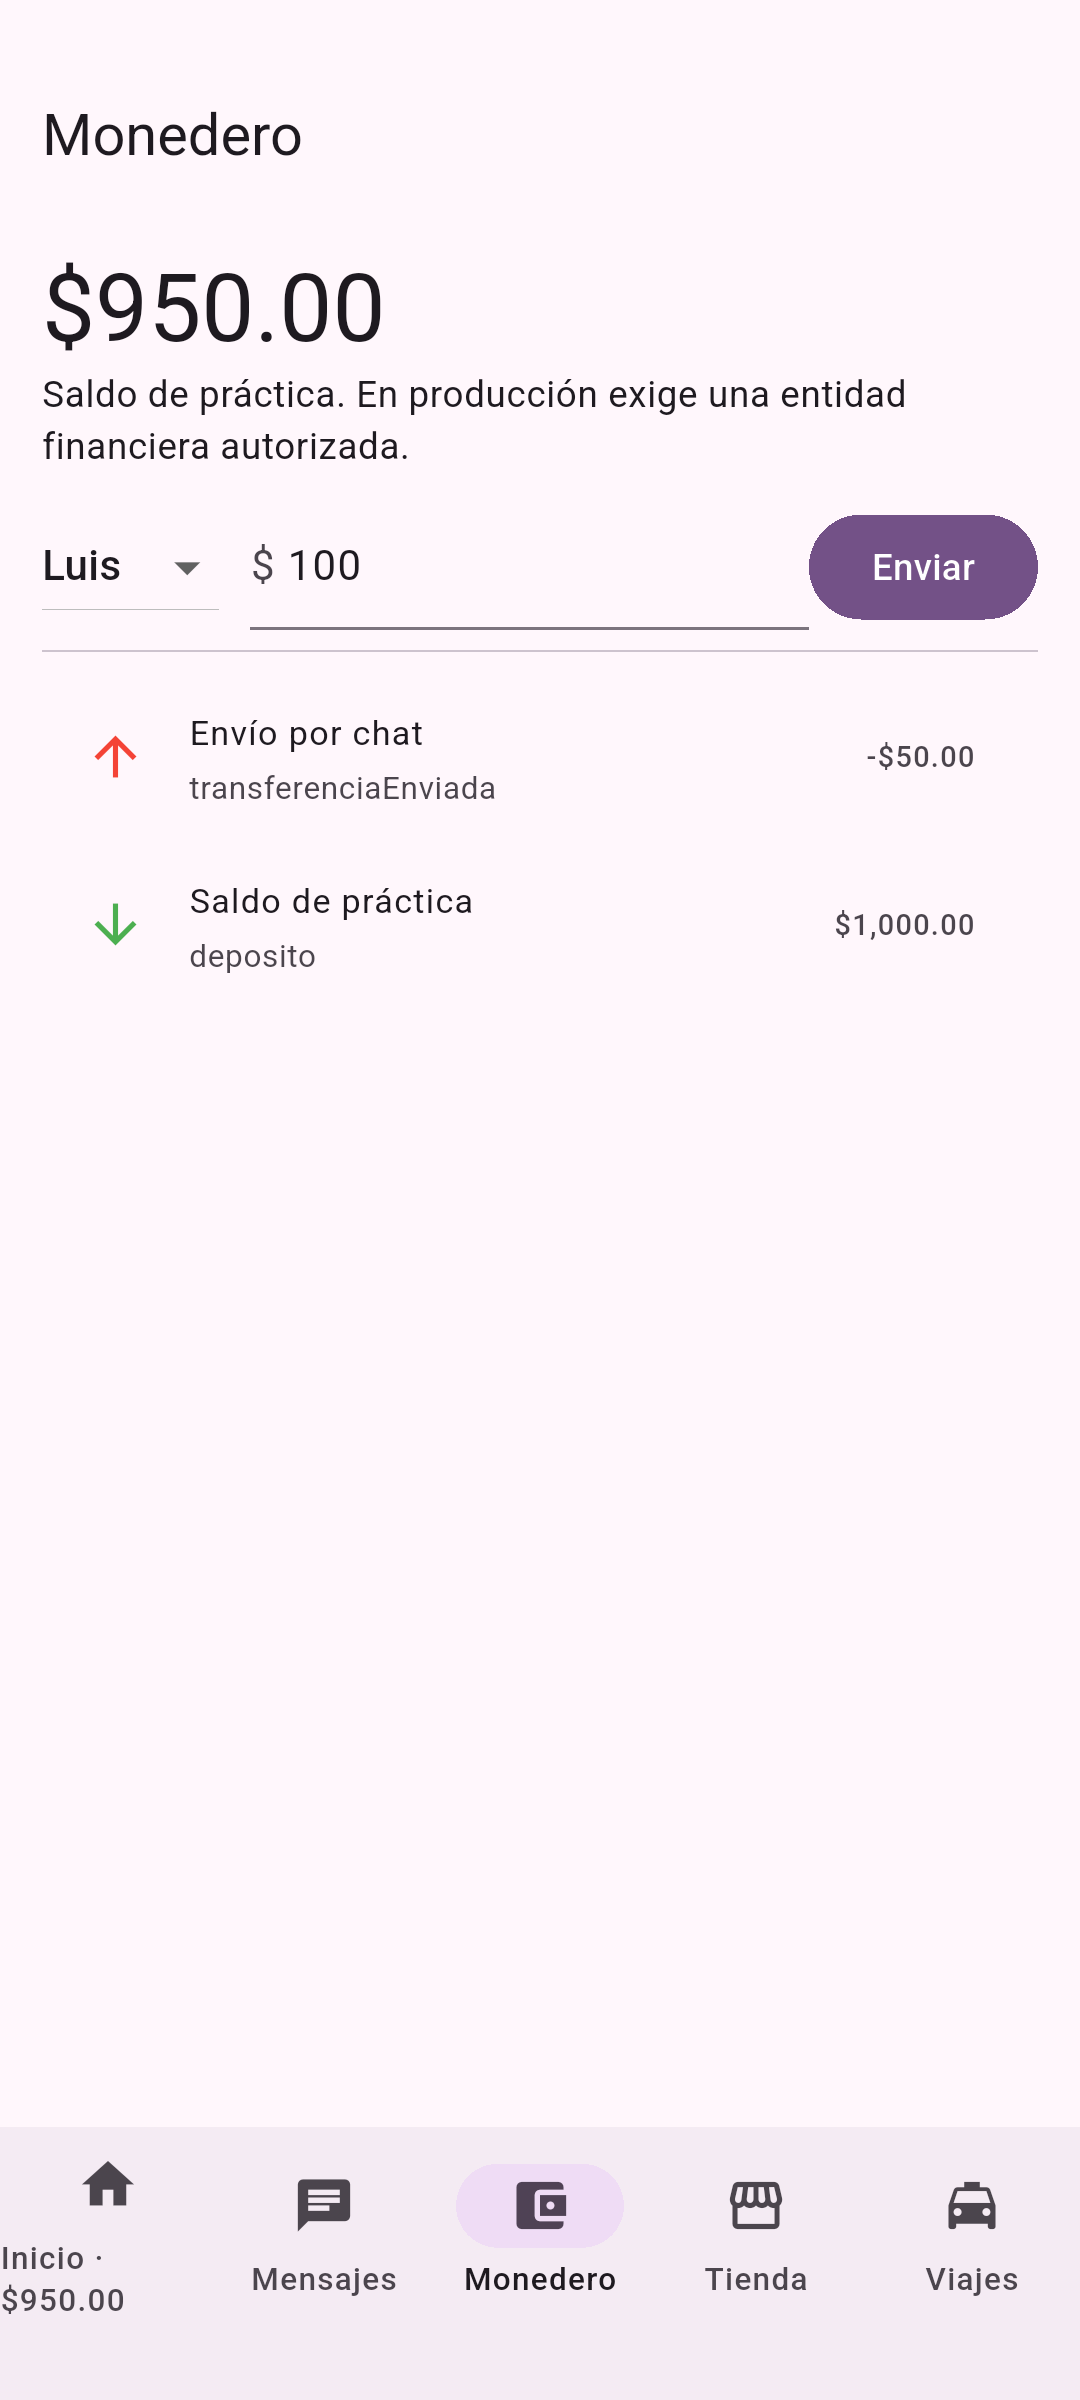 Monedero
$950.00
Saldo de práctica. En producción exige una entidad
financiera autorizada.
Luis $ 100 Enviar
Envío por chat
transferenciaEnviada
-$50.00
Saldo de práctica
deposito
$1,000.00
Inicio ·
$950.00
Mensajes
Monedero
Tienda
Viajes